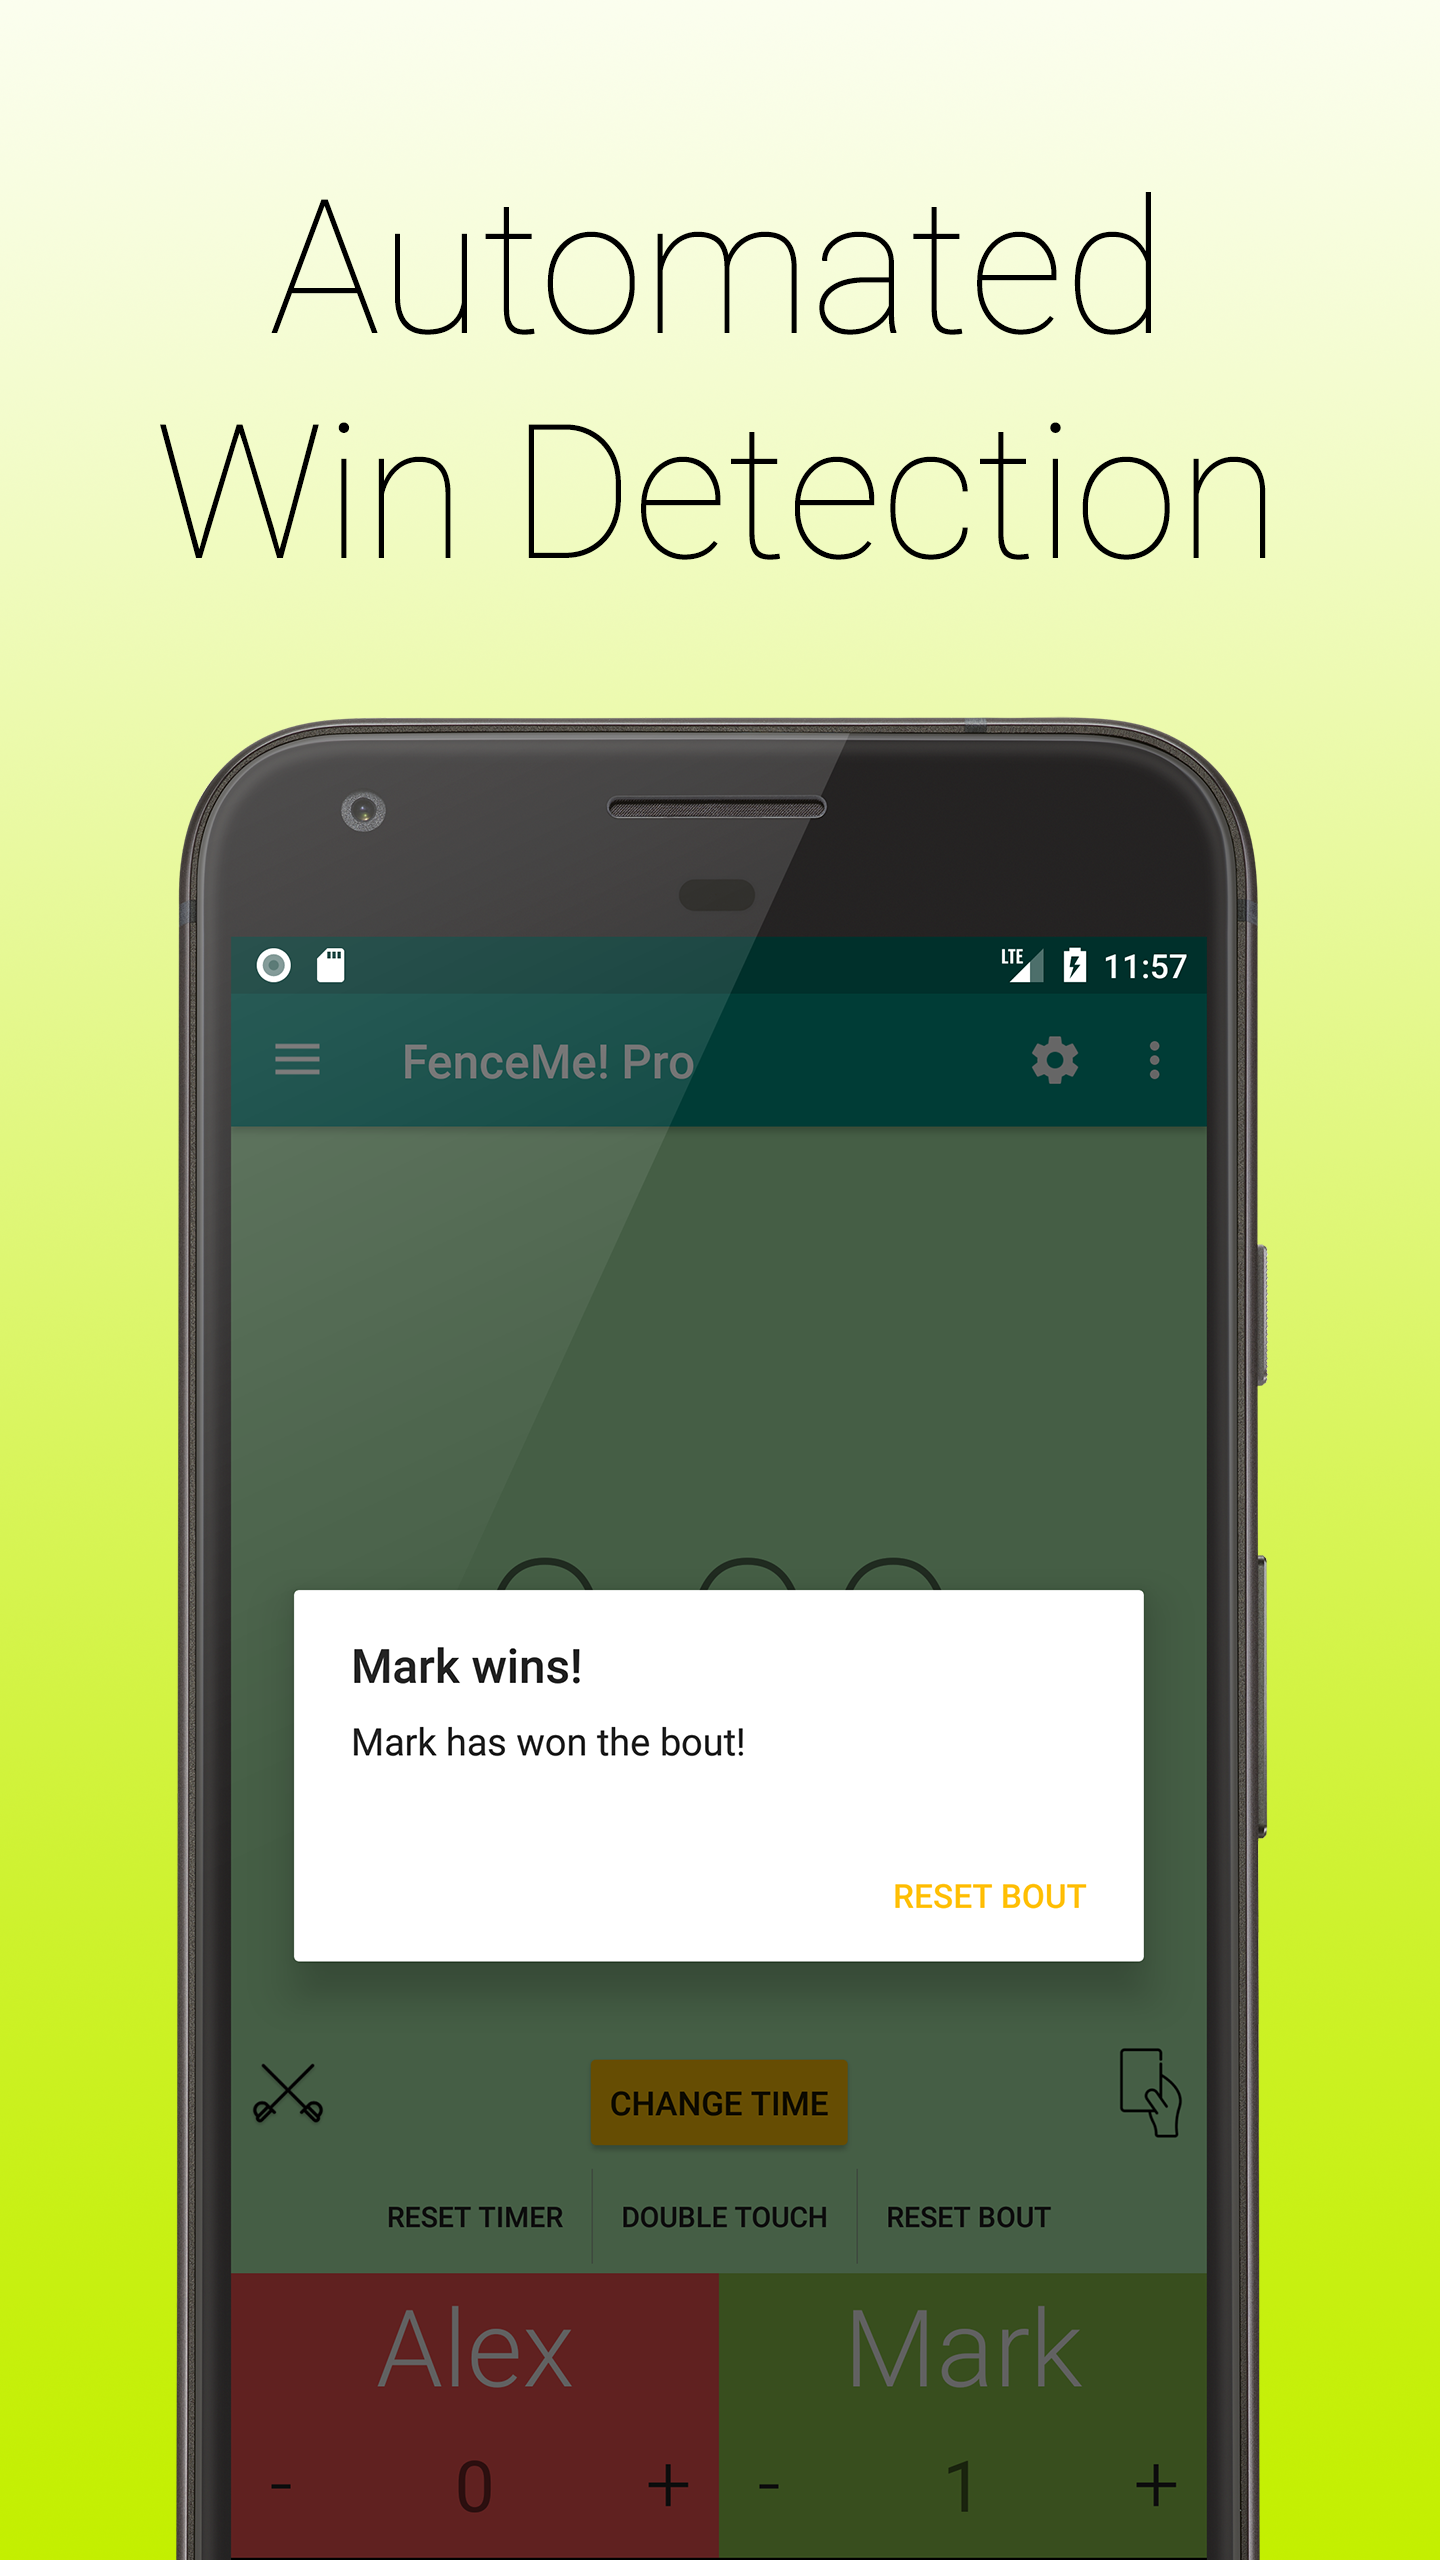 Automated
Win Detection
LTE 11:57
FenceMe! Pro
Mark wins!
Mark has won the bout!
RESET BOUT
CHANGE TIME
RESET TIMER DOUBLE TOUCH RESET BOUT
Alex Mark
- 0 + - 1 +